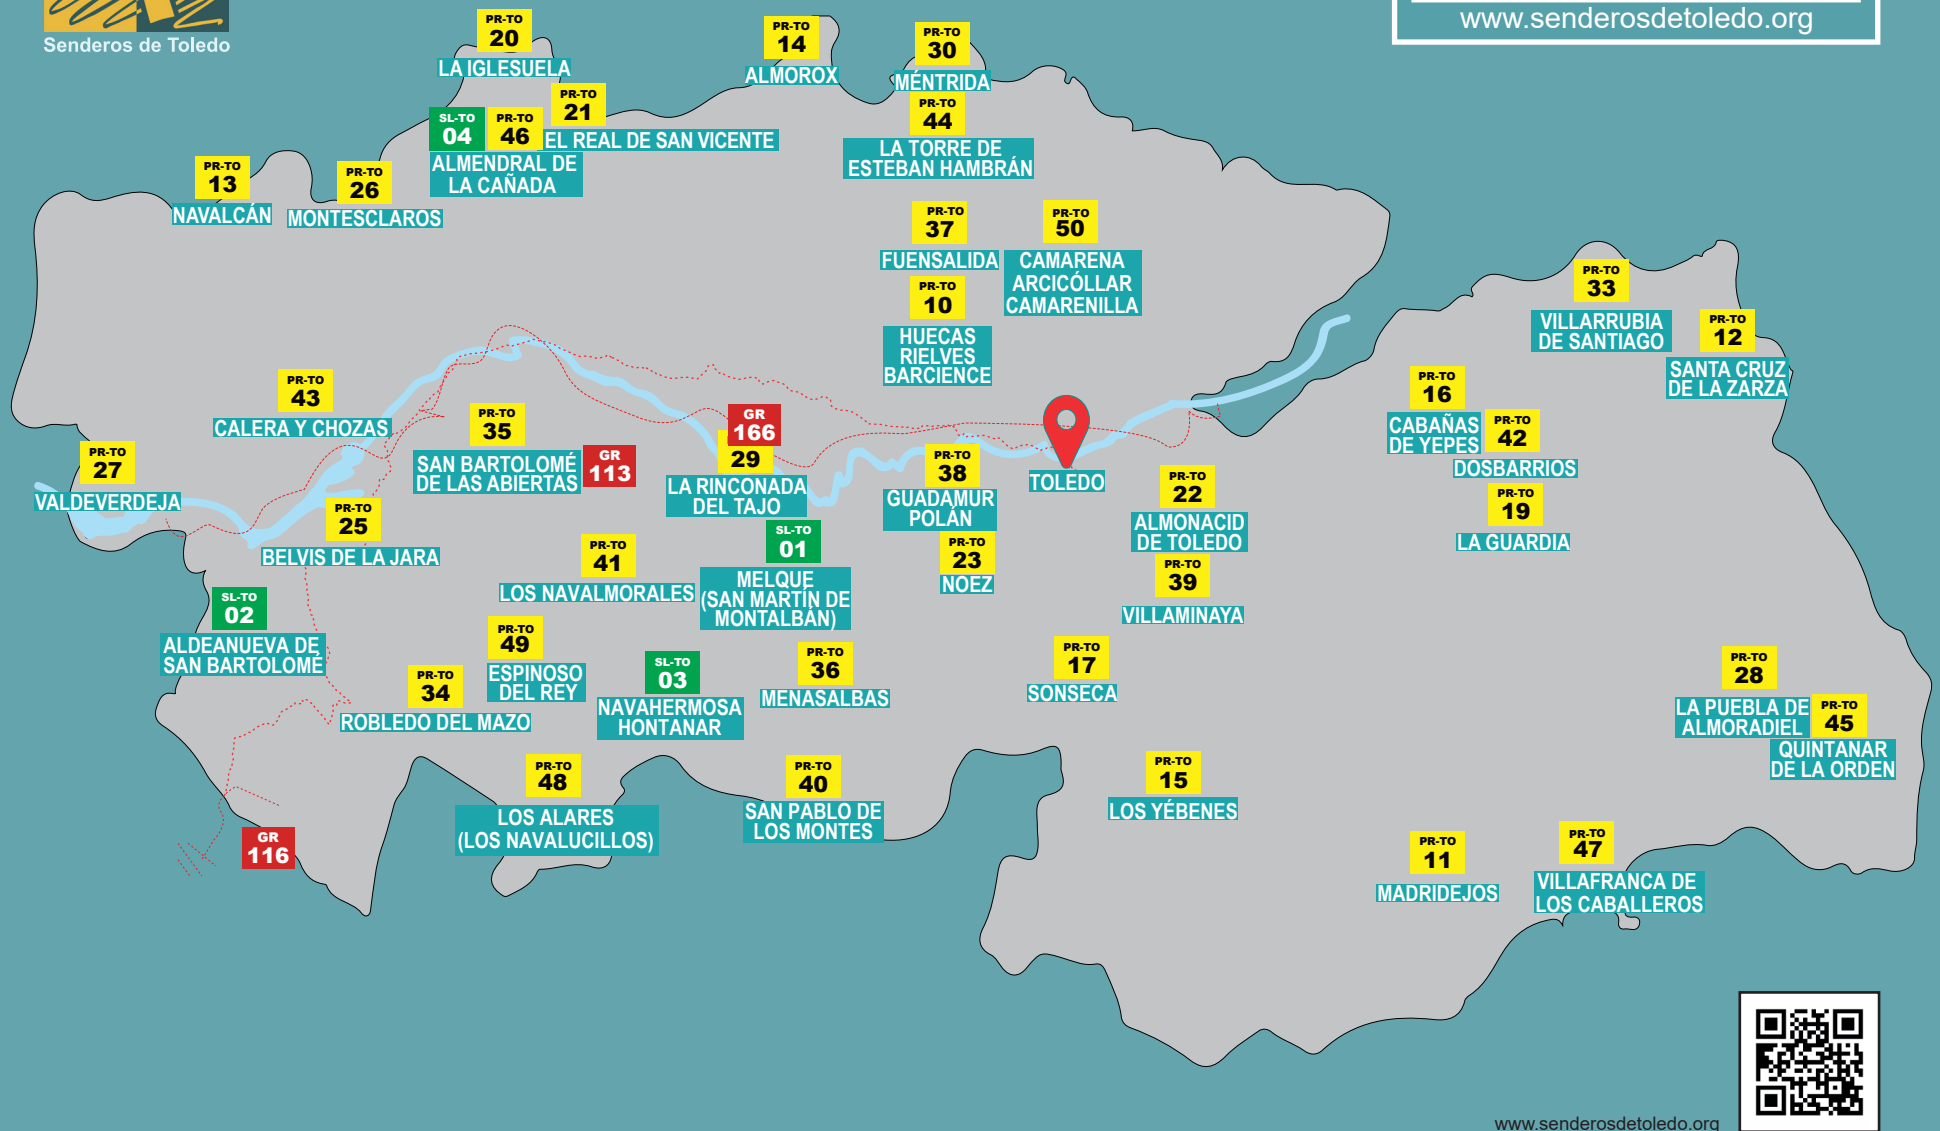 Senderos de Toledo
www.senderosdetoledo.org
PR-TO
20
LA IGLESUELA
PR-TO
14
ALMOROX
PR-TO
30
MÉNTRIDA
PR-TO
21
EL REAL DE SAN VICENTE
SL-TO
04
PR-TO
46
ALMENDRAL DE
LA CAÑADA
PR-TO
44
LA TORRE DE
ESTEBAN HAMBRÁN
PR-TO
13
NAVALCÁN
PR-TO
26
MONTESCLAROS
PR-TO
37
FUENSALIDA
PR-TO
50
CAMARENA
ARCICÓLLAR
CAMARENILLA
PR-TO
10
HUECAS
RIELVES
BARCIENCE
PR-TO
33
VILLARRUBIA
DE SANTIAGO
PR-TO
12
SANTA CRUZ
DE LA ZARZA
PR-TO
43
CALERA Y CHOZAS
PR-TO
35
SAN BARTOLOMÉ
DE LAS ABIERTAS
GR
113
GR
166
29
LA RINCONADA
DEL TAJO
PR-TO
38
GUADAMUR
POLÁN
TOLEDO
PR-TO
16
CABAÑAS
DE YEPES
PR-TO
42
DOSBARRIOS
PR-TO
27
VALDEVERDEJA
PR-TO
25
BELVIS DE LA JARA
PR-TO
22
ALMONACID
DE TOLEDO
PR-TO
19
LA GUARDIA
PR-TO
41
LOS NAVALMORALES
SL-TO
01
MELQUE
(SAN MARTÍN DE
MONTALBÁN)
PR-TO
23
NOEZ
PR-TO
39
VILLAMINAYA
SL-TO
02
ALDEANUEVA DE
SAN BARTOLOMÉ
PR-TO
49
ESPINOSO
DEL REY
PR-TO
34
ROBLEDO DEL MAZO
SL-TO
03
NAVAHERMOSA
HONTANAR
PR-TO
36
MENASALBAS
PR-TO
17
SONSECA
PR-TO
28
LA PUEBLA DE
ALMORADIEL
PR-TO
45
QUINTANAR
DE LA ORDEN
PR-TO
48
LOS ALARES
(LOS NAVALUCILLOS)
PR-TO
40
SAN PABLO DE
LOS MONTES
PR-TO
15
LOS YÉBENES
GR
116
PR-TO
11
MADRIDEJOS
PR-TO
47
VILLAFRANCA DE
LOS CABALLEROS
www.senderosdetoledo.org